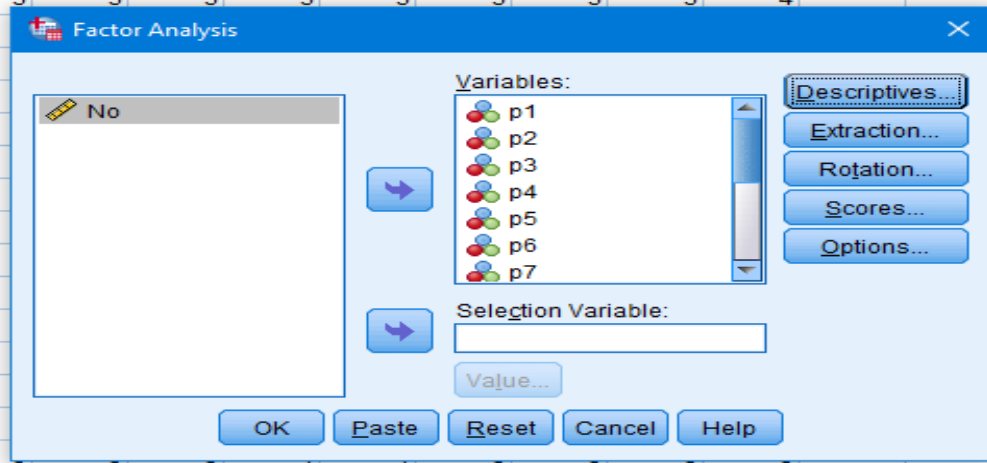 Factor Analysis
No
Variables:
p1
p2
p3
p4
p5
p6
p7
Descriptives...
Extraction...
Rotation...
Scores...
Options...
Selection Variable:
Value...
OK Paste Reset Cancel Help